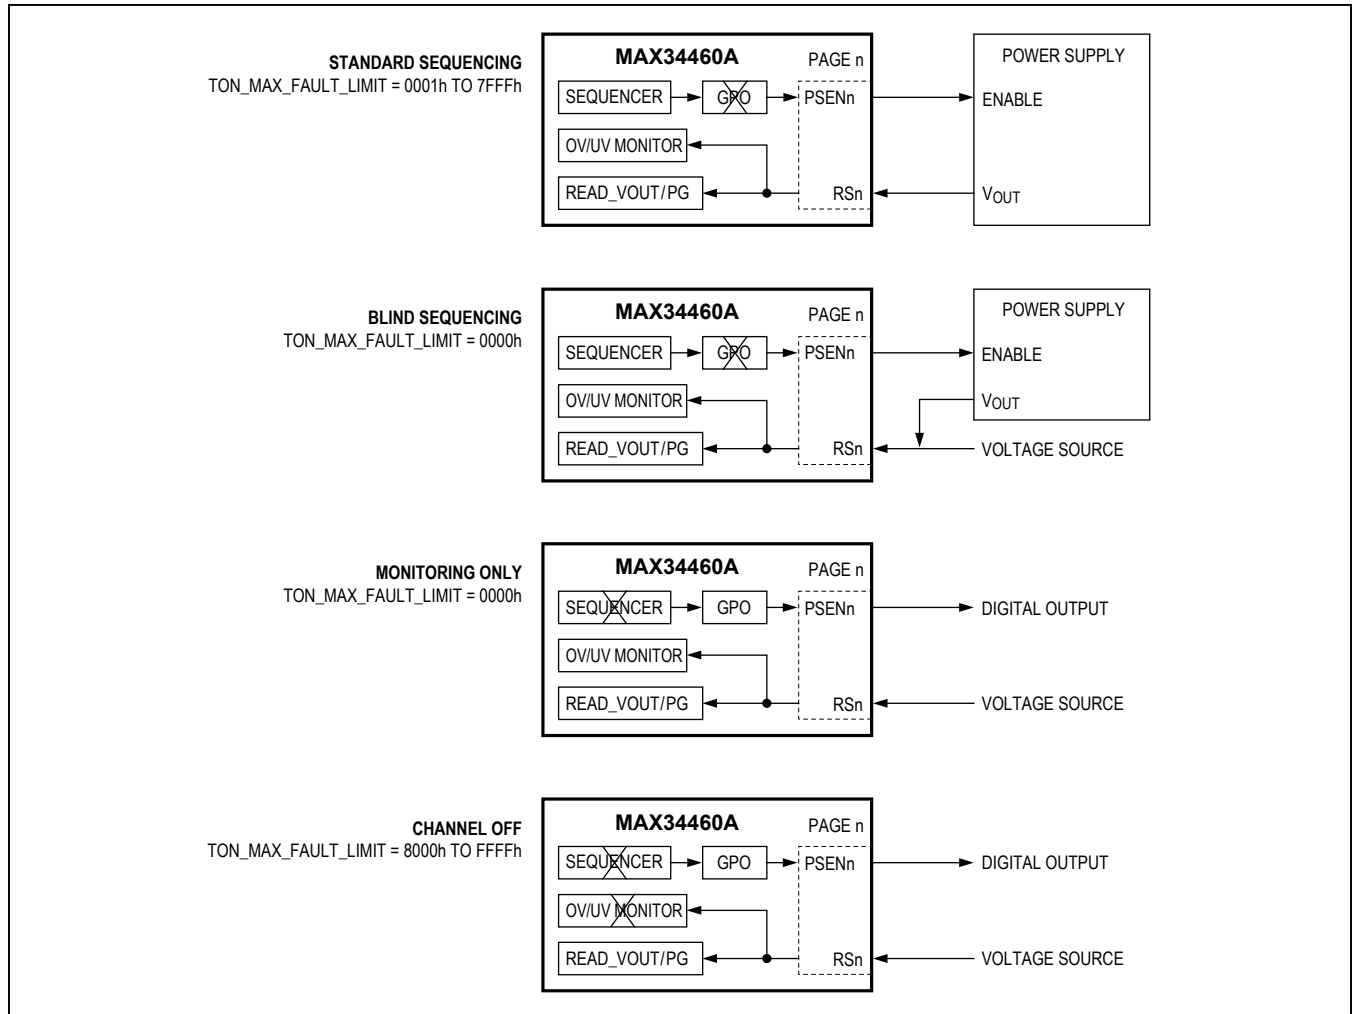 STANDARD SEQUENCING
TON_MAX_FAULT_LIMIT = 0001h TO 7FFFh
MAX34460A
PAGE n
SEQUENCER
GPO
PSENn
OV/UV MONITOR
READ_VOUT/PG
RSn
POWER SUPPLY
ENABLE
VOUT
BLIND SEQUENCING
TON_MAX_FAULT_LIMIT = 0000h
MAX34460A
PAGE n
SEQUENCER
GPO
PSENn
OV/UV MONITOR
READ_VOUT/PG
RSn
POWER SUPPLY
ENABLE
VOUT
VOLTAGE SOURCE
MONITORING ONLY
TON_MAX_FAULT_LIMIT = 0000h
MAX34460A
PAGE n
SEQUENCER
GPO
PSENn
OV/UV MONITOR
READ_VOUT/PG
RSn
DIGITAL OUTPUT
VOLTAGE SOURCE
CHANNEL OFF
TON_MAX_FAULT_LIMIT = 8000h TO FFFFh
MAX34460A
PAGE n
SEQUENCER
GPO
PSENn
OV/UV MONITOR
READ_VOUT/PG
RSn
DIGITAL OUTPUT
VOLTAGE SOURCE